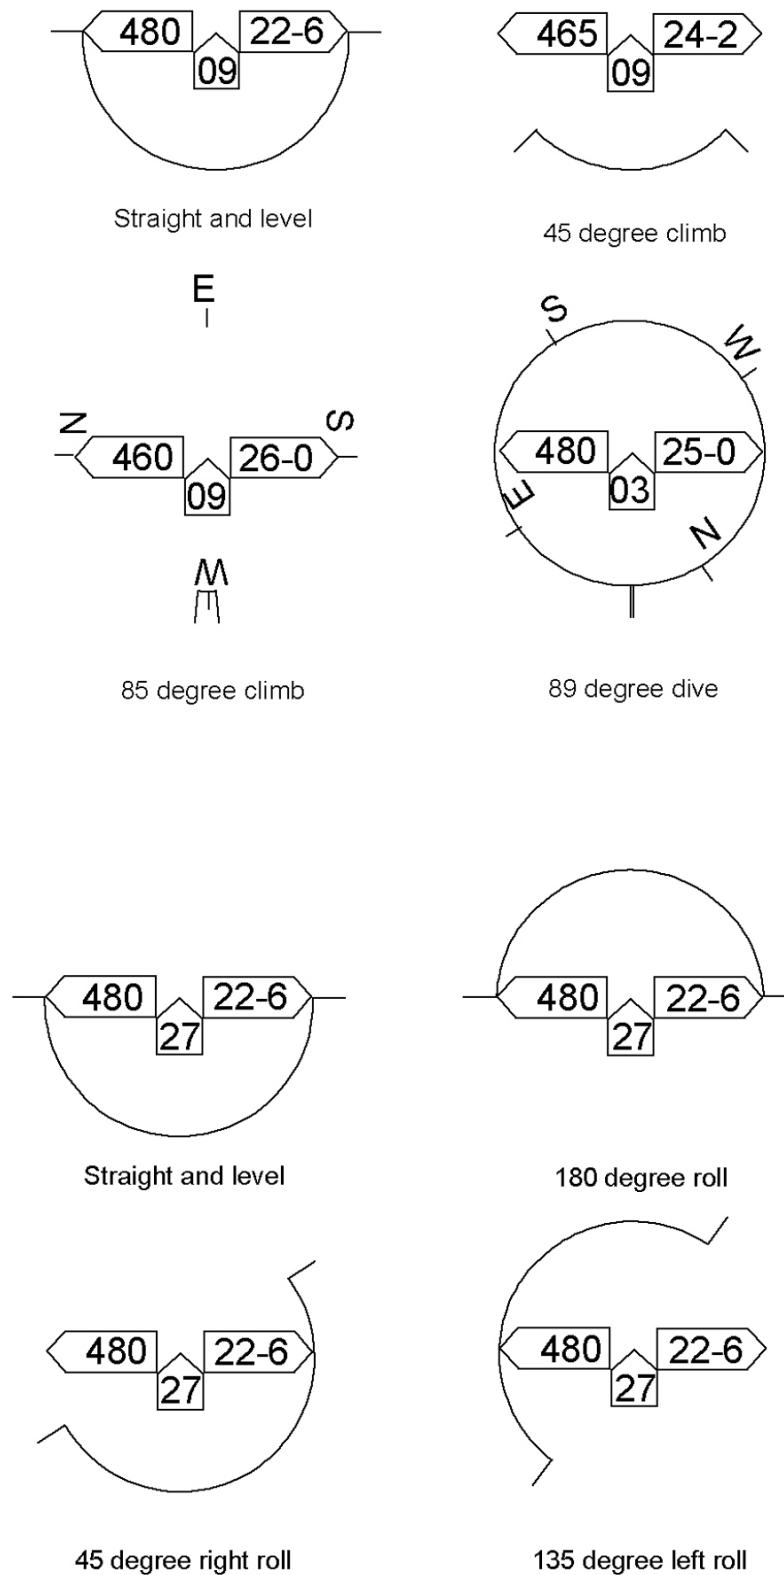 480 22-6
09
Straight and level
465 24-2
09
45 degree climb
E
N S
460 26-0
09
W
85 degree climb
S
W
480 25-0
03
E
N
89 degree dive
480 22-6
27
Straight and level
480 22-6
27
180 degree roll
480 22-6
27
45 degree right roll
480 22-6
27
135 degree left roll